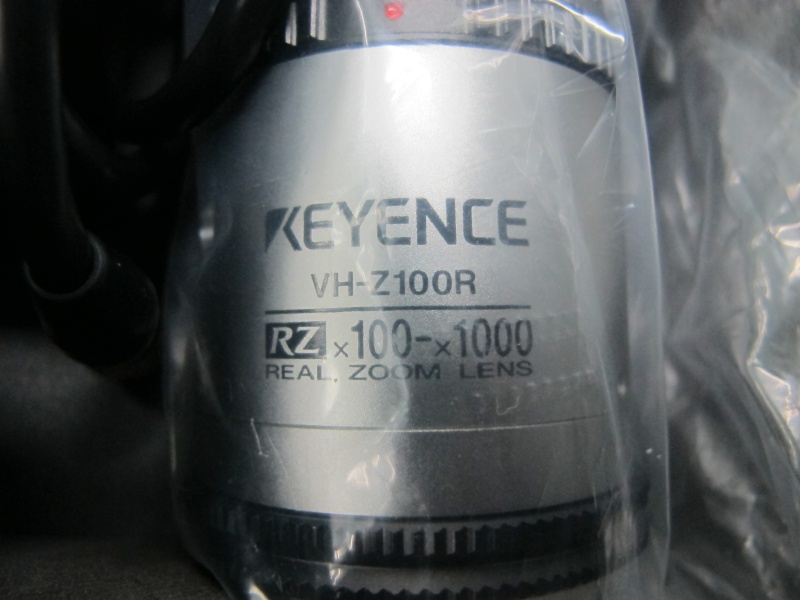 KEYENCE
VH-Z100R
RZ ×100-×1000
REAL ZOOM LENS